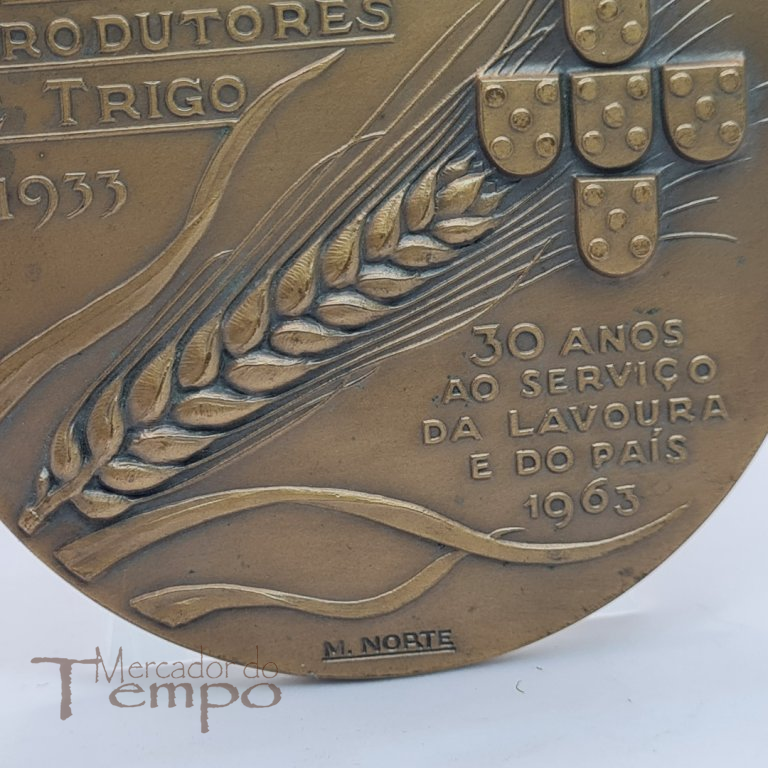 RODUTORES
E TRIGO
1933
30 ANOS
AO SERVIÇO
DA LAVOURA
E DO PAÍS
1963
M. NORTE
Mercador do
Tempo